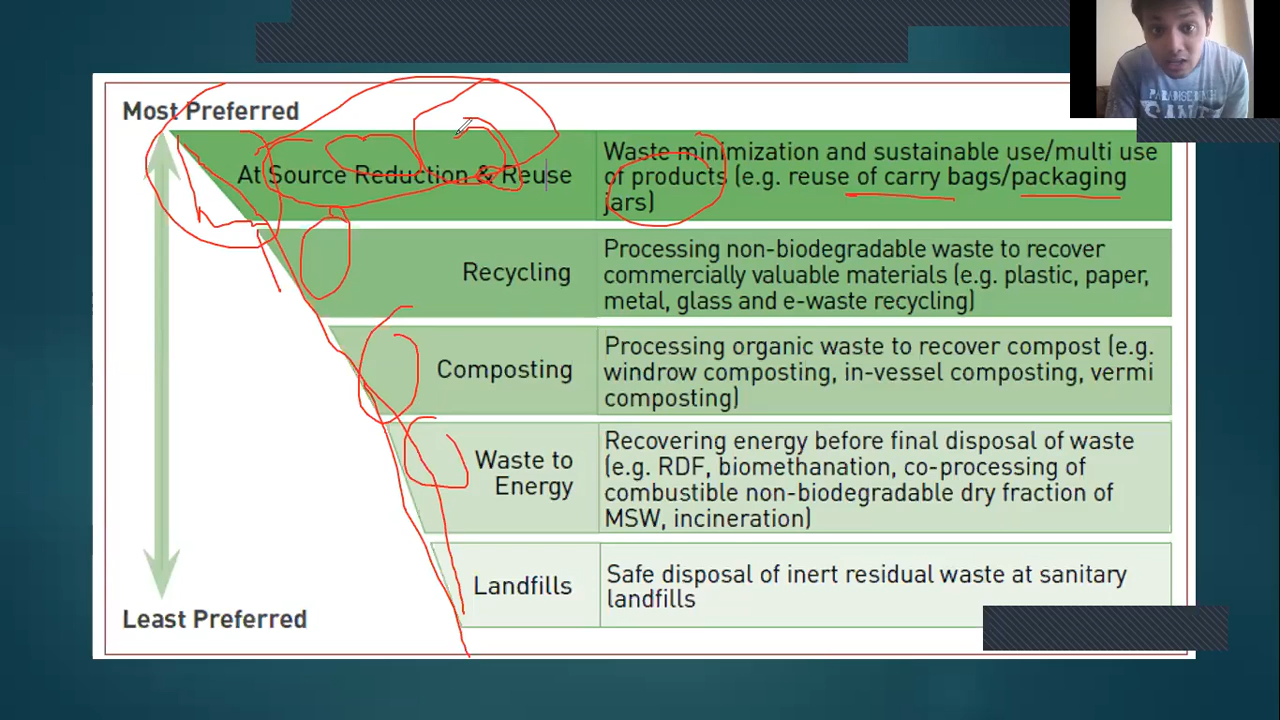 Most Preferred
At Source Reduction & Reuse
Waste minimization and sustainable use/multi use
of products (e.g. reuse of carry bags/packaging
jars)
Recycling
Processing non-biodegradable waste to recover
commercially valuable materials (e.g. plastic, paper,
metal, glass and e-waste recycling)
Composting
Processing organic waste to recover compost (e.g.
windrow composting, in-vessel composting, vermi
composting)
Waste to
Energy
Recovering energy before final disposal of waste
(e.g. RDF, biomethanation, co-processing of
combustible non-biodegradable dry fraction of
MSW, incineration)
Landfills
Safe disposal of inert residual waste at sanitary
landfills
Least Preferred